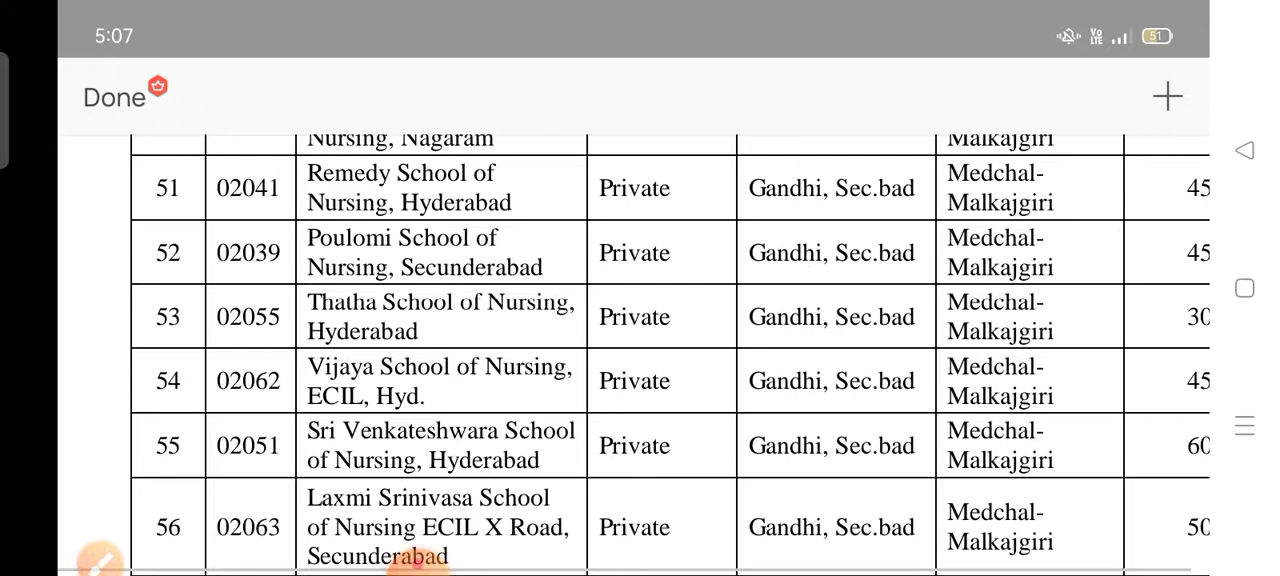 5:07
VO LTE
51
Done
Nursing, Nagaram
Malkajgiri
51 02041 Remedy School of Nursing, Hyderabad Private Gandhi, Sec.bad Medchal-Malkajgiri 45
52 02039 Poulomi School of Nursing, Secunderabad Private Gandhi, Sec.bad Medchal-Malkajgiri 45
53 02055 Thatha School of Nursing, Hyderabad Private Gandhi, Sec.bad Medchal-Malkajgiri 30
54 02062 Vijaya School of Nursing, ECIL, Hyd. Private Gandhi, Sec.bad Medchal-Malkajgiri 45
55 02051 Sri Venkateshwara School of Nursing, Hyderabad Private Gandhi, Sec.bad Medchal-Malkajgiri 60
56 02063 Laxmi Srinivasa School of Nursing ECIL X Road, Secunderabad Private Gandhi, Sec.bad Medchal-Malkajgiri 50